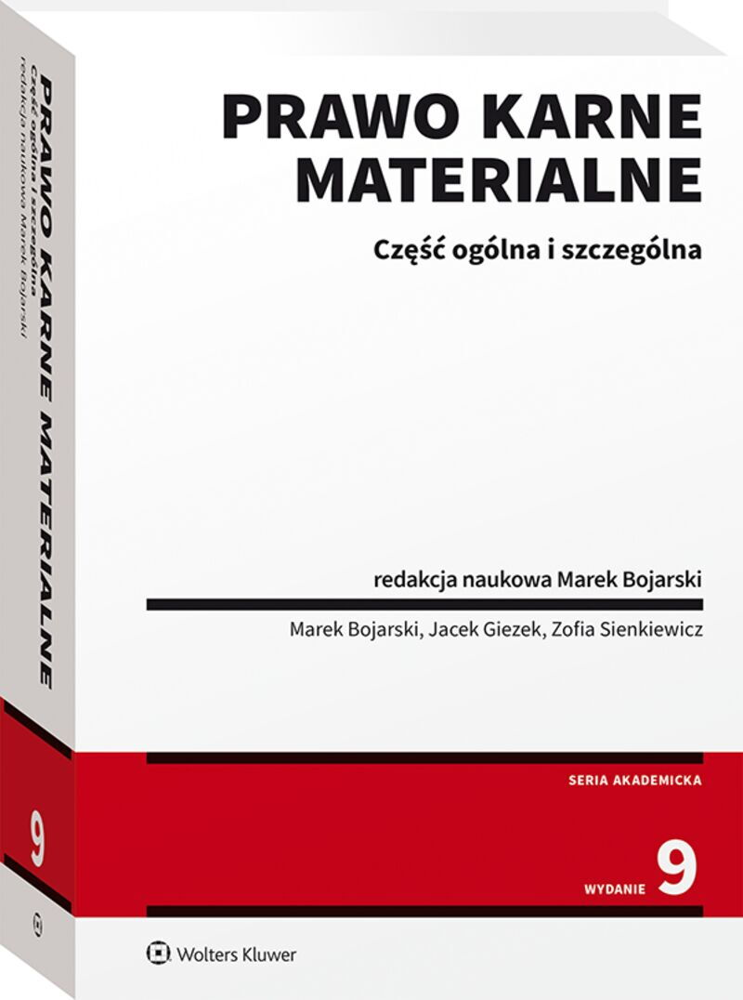 PRAWO KARNE
MATERIALNE
Część ogólna i szczególna
redakcja naukowa Marek Bojarski
Marek Bojarski, Jacek Giezek, Zofia Sienkiewicz
SERIA AKADEMICKA
WYDANIE 9
Wolters Kluwer
PRAWO KARNE MATERIALNE
Część ogólna i szczególna
redakcja naukowa Marek Bojarski
9